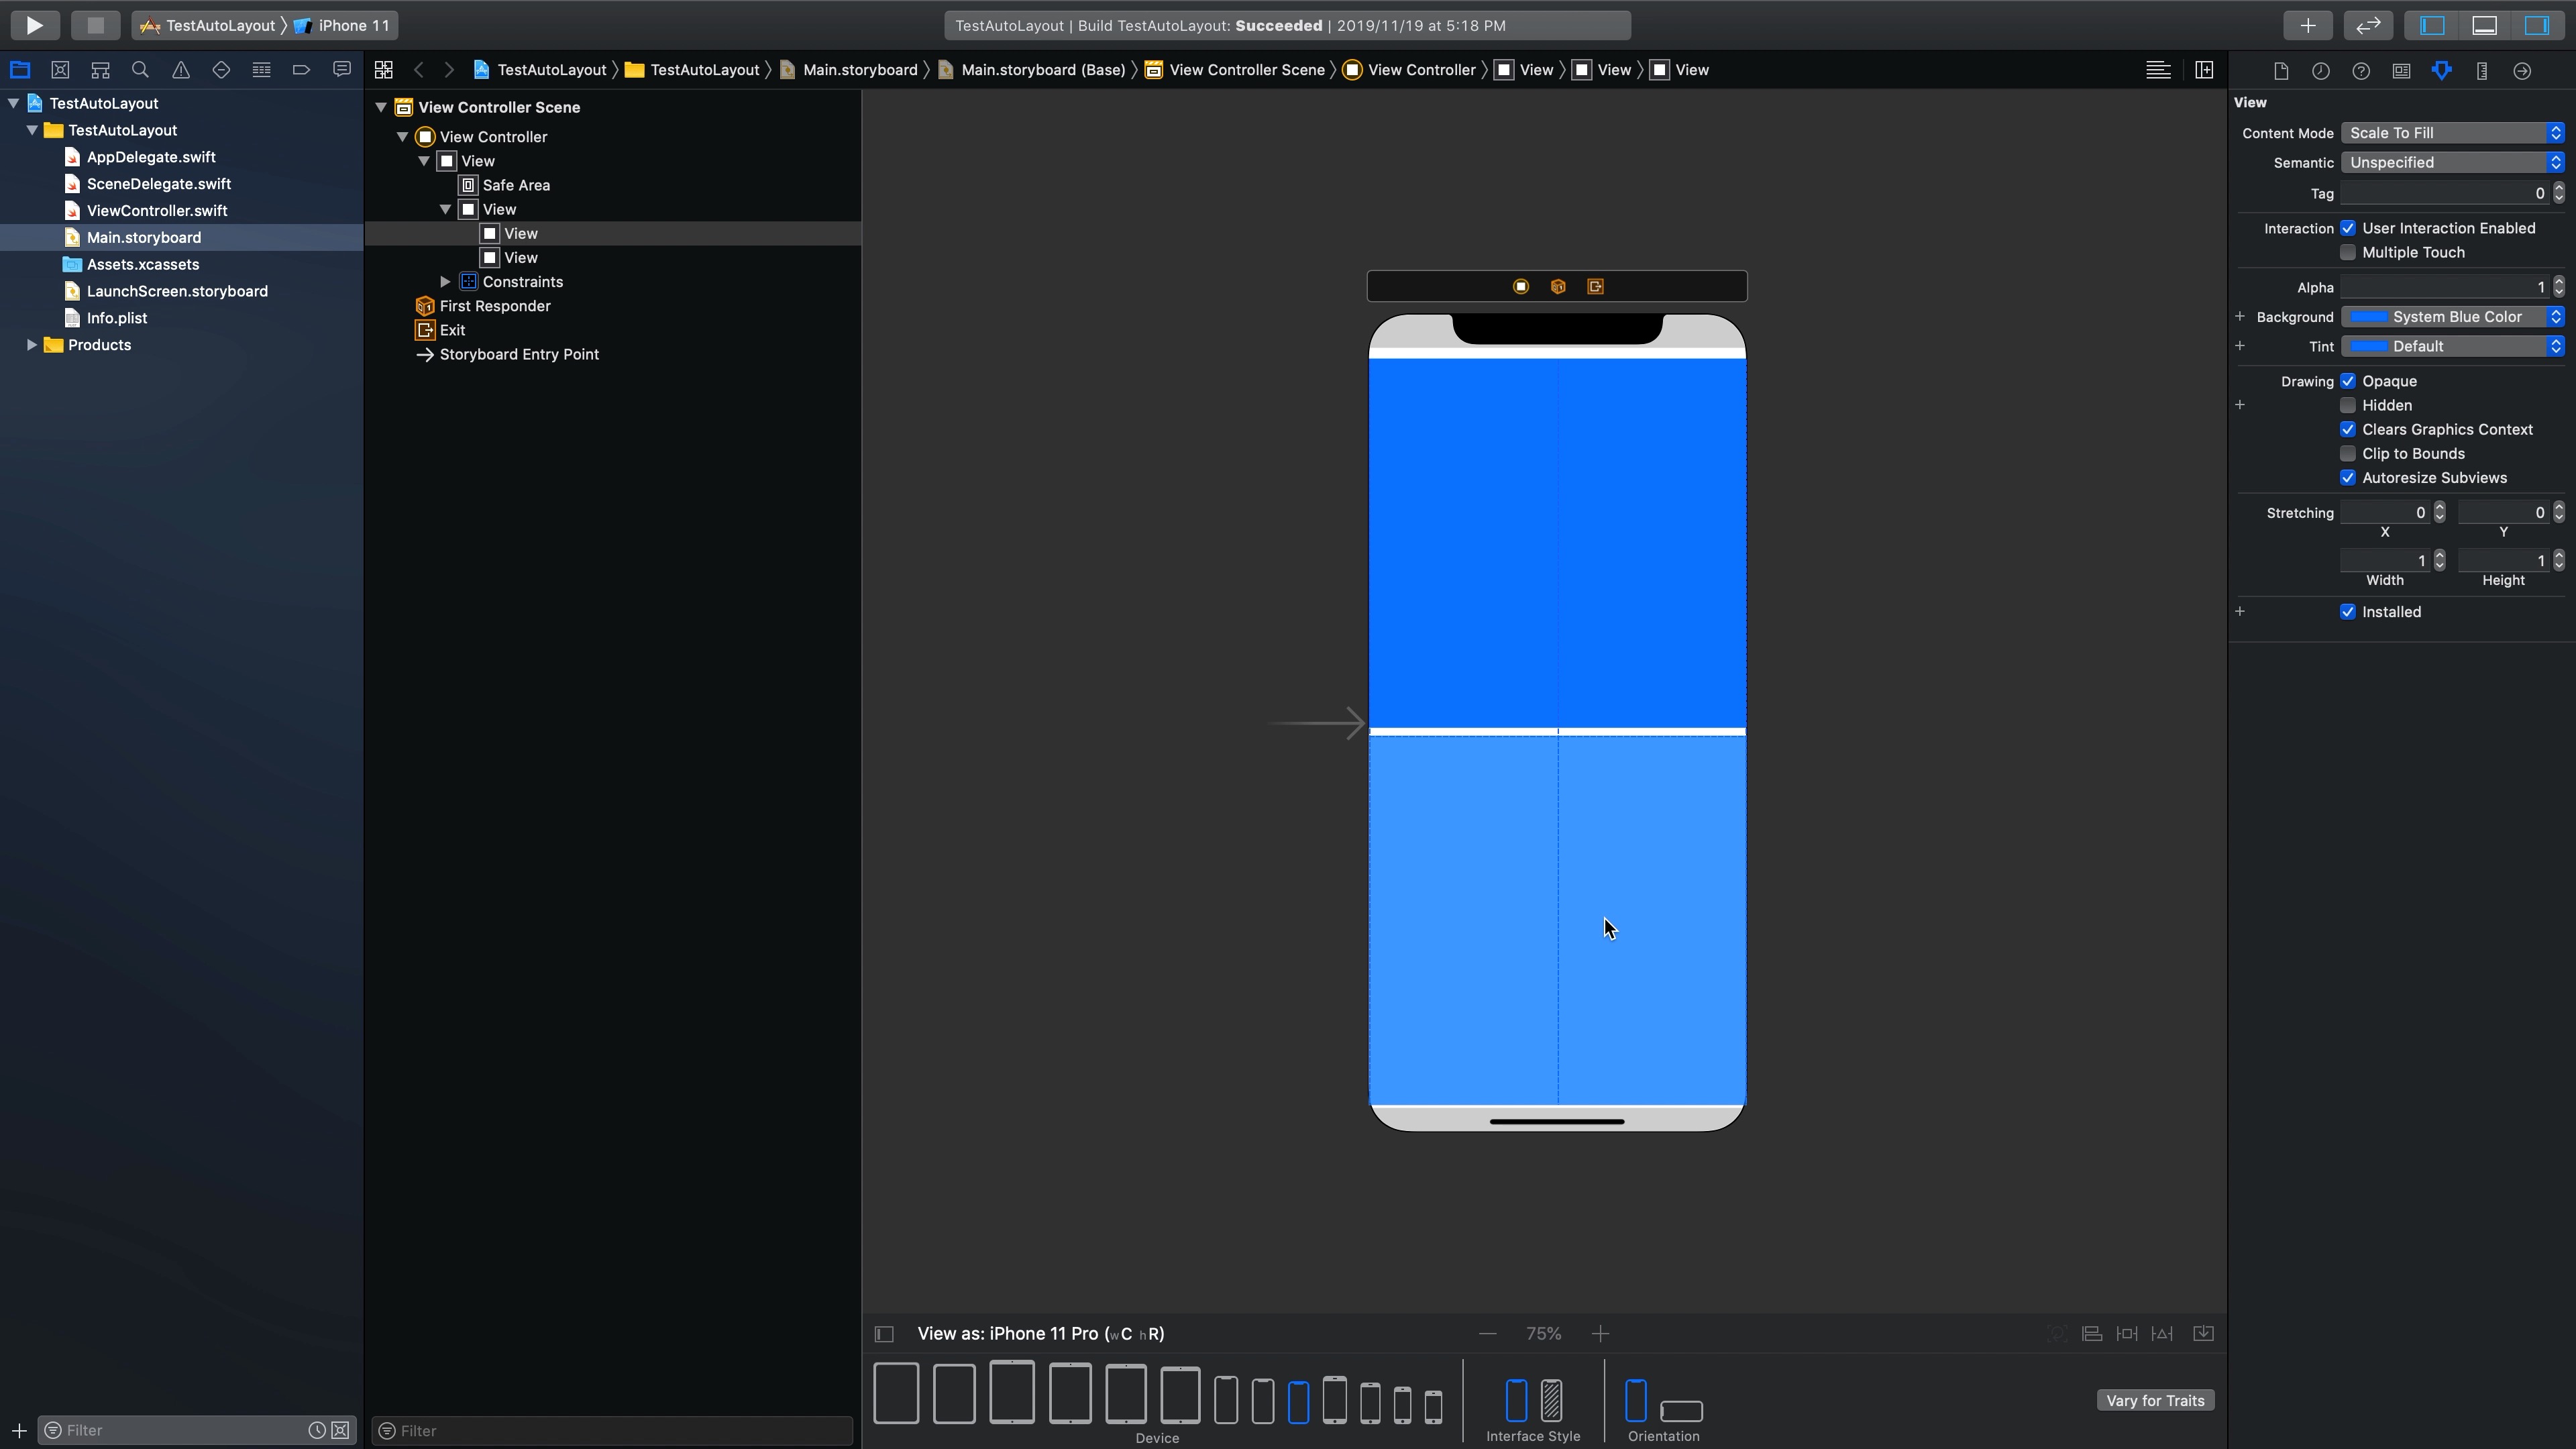 TestAutoLayout 〉 iPhone 11
TestAutoLayout | Build TestAutoLayout: Succeeded | 2019/11/19 at 5:18 PM
TestAutoLayout 〉 TestAutoLayout 〉 Main.storyboard 〉 Main.storyboard (Base) 〉 View Controller Scene 〉 View Controller 〉 View 〉 View 〉 View
TestAutoLayout
TestAutoLayout
AppDelegate.swift
SceneDelegate.swift
ViewController.swift
Main.storyboard
Assets.xcassets
LaunchScreen.storyboard
Info.plist
Products
Filter
View Controller Scene
View Controller
View
Safe Area
View
View
View
Constraints
First Responder
Exit
Storyboard Entry Point
Filter
View as: iPhone 11 Pro (wC hR)
75%
Device
Interface Style
Orientation
Vary for Traits
View
Content Mode Scale To Fill
Semantic Unspecified
Tag 0
Interaction User Interaction Enabled
Multiple Touch
Alpha 1
Background System Blue Color
Tint Default
Drawing Opaque
Hidden
Clears Graphics Context
Clip to Bounds
Autoresize Subviews
Stretching 0 0
X Y
1 1
Width Height
Installed